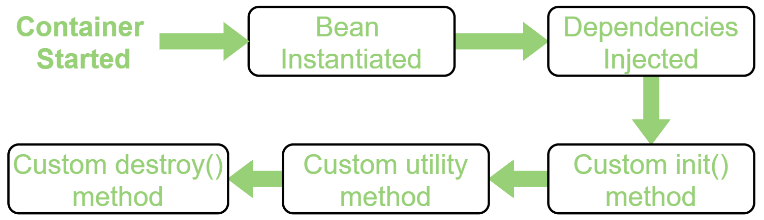 Container
Started
Bean
Instantiated
Dependencies
Injected
Custom init()
method
Custom utility
method
Custom destroy()
method